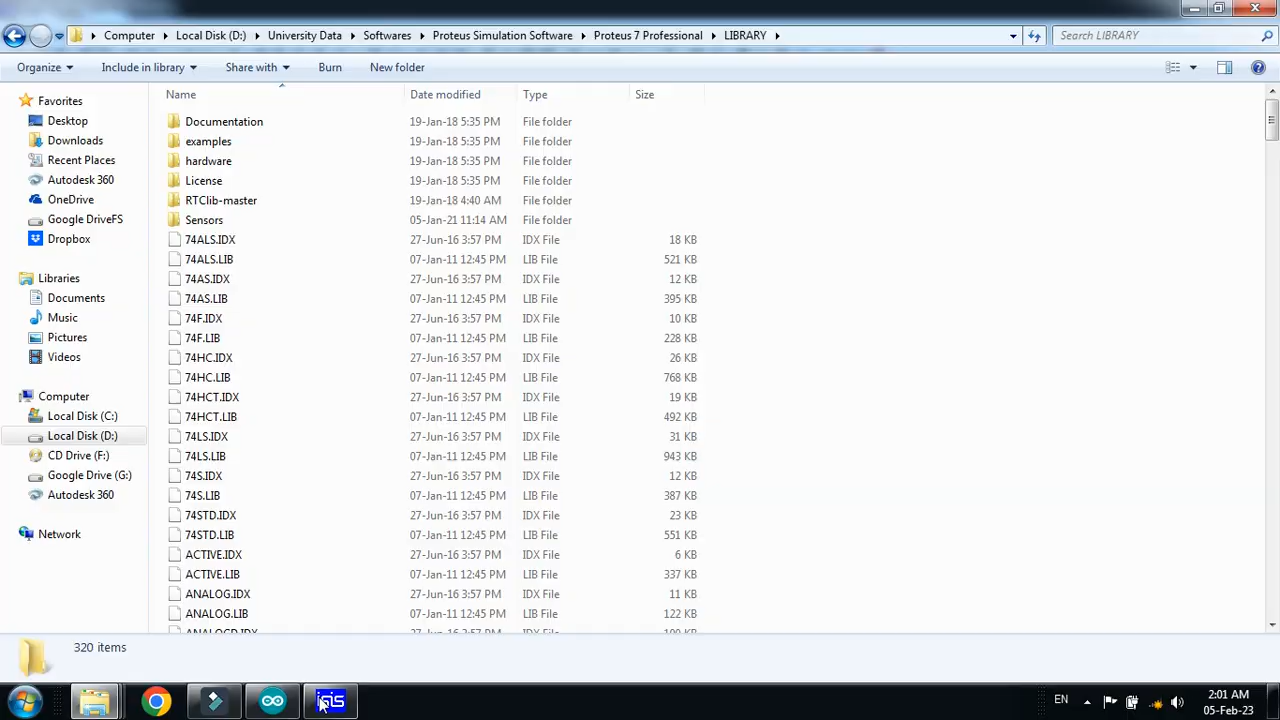 Computer ▸ Local Disk (D:) ▸ University Data ▸ Softwares ▸ Proteus Simulation Software ▸ Proteus 7 Professional ▸ LIBRARY ▸ Search LIBRARY
Organize Include in library Share with Burn New folder
Name Date modified Type Size
Favorites
Desktop
Downloads
Recent Places
Autodesk 360
OneDrive
Google DriveFS
Dropbox
Libraries
Documents
Music
Pictures
Videos
Computer
Local Disk (C:)
Local Disk (D:)
CD Drive (F:)
Google Drive (G:)
Autodesk 360
Network
Documentation 19-Jan-18 5:35 PM File folder
examples 19-Jan-18 5:35 PM File folder
hardware 19-Jan-18 5:35 PM File folder
License 19-Jan-18 5:35 PM File folder
RTClib-master 19-Jan-18 4:40 AM File folder
Sensors 05-Jan-21 11:14 AM File folder
74ALS.IDX 27-Jun-16 3:57 PM IDX File 18 KB
74ALS.LIB 07-Jan-11 12:45 PM LIB File 521 KB
74AS.IDX 27-Jun-16 3:57 PM IDX File 12 KB
74AS.LIB 07-Jan-11 12:45 PM LIB File 395 KB
74F.IDX 27-Jun-16 3:57 PM IDX File 10 KB
74F.LIB 07-Jan-11 12:45 PM LIB File 228 KB
74HC.IDX 27-Jun-16 3:57 PM IDX File 26 KB
74HC.LIB 07-Jan-11 12:45 PM LIB File 768 KB
74HCT.IDX 27-Jun-16 3:57 PM IDX File 19 KB
74HCT.LIB 07-Jan-11 12:45 PM LIB File 492 KB
74LS.IDX 27-Jun-16 3:57 PM IDX File 31 KB
74LS.LIB 07-Jan-11 12:45 PM LIB File 943 KB
74S.IDX 27-Jun-16 3:57 PM IDX File 12 KB
74S.LIB 07-Jan-11 12:45 PM LIB File 387 KB
74STD.IDX 27-Jun-16 3:57 PM IDX File 23 KB
74STD.LIB 07-Jan-11 12:45 PM LIB File 551 KB
ACTIVE.IDX 27-Jun-16 3:57 PM IDX File 6 KB
ACTIVE.LIB 07-Jan-11 12:45 PM LIB File 337 KB
ANALOG.IDX 27-Jun-16 3:57 PM IDX File 11 KB
ANALOG.LIB 07-Jan-11 12:45 PM LIB File 122 KB
320 items
isis
EN
2:01 AM
05-Feb-23